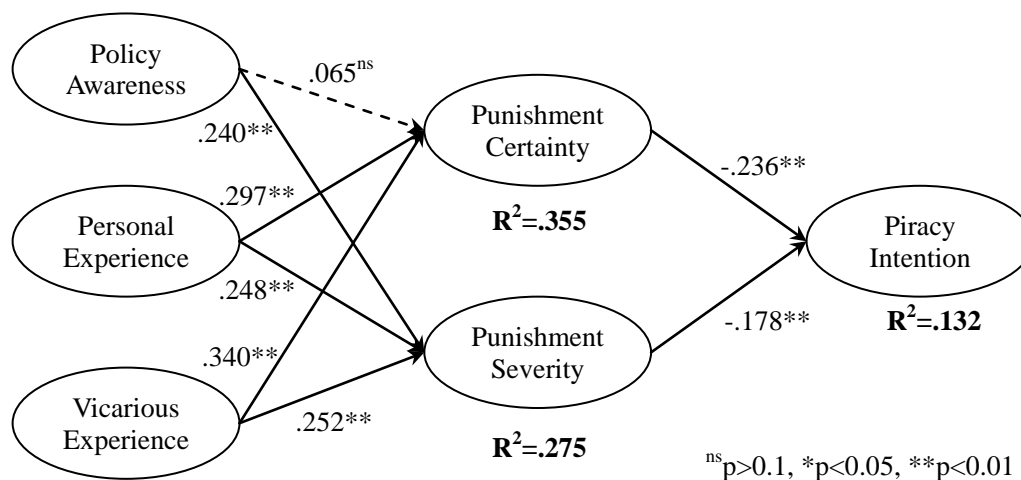 Policy
Awareness
.065ns
.240**
Punishment
Certainty
-.236**
R2=.355
.297**
Personal
Experience
.248**
Piracy
Intention
R2=.132
-.178**
Punishment
Severity
.340**
.252**
Vicarious
Experience
R2=.275
nsp>0.1, *p<0.05, **p<0.01